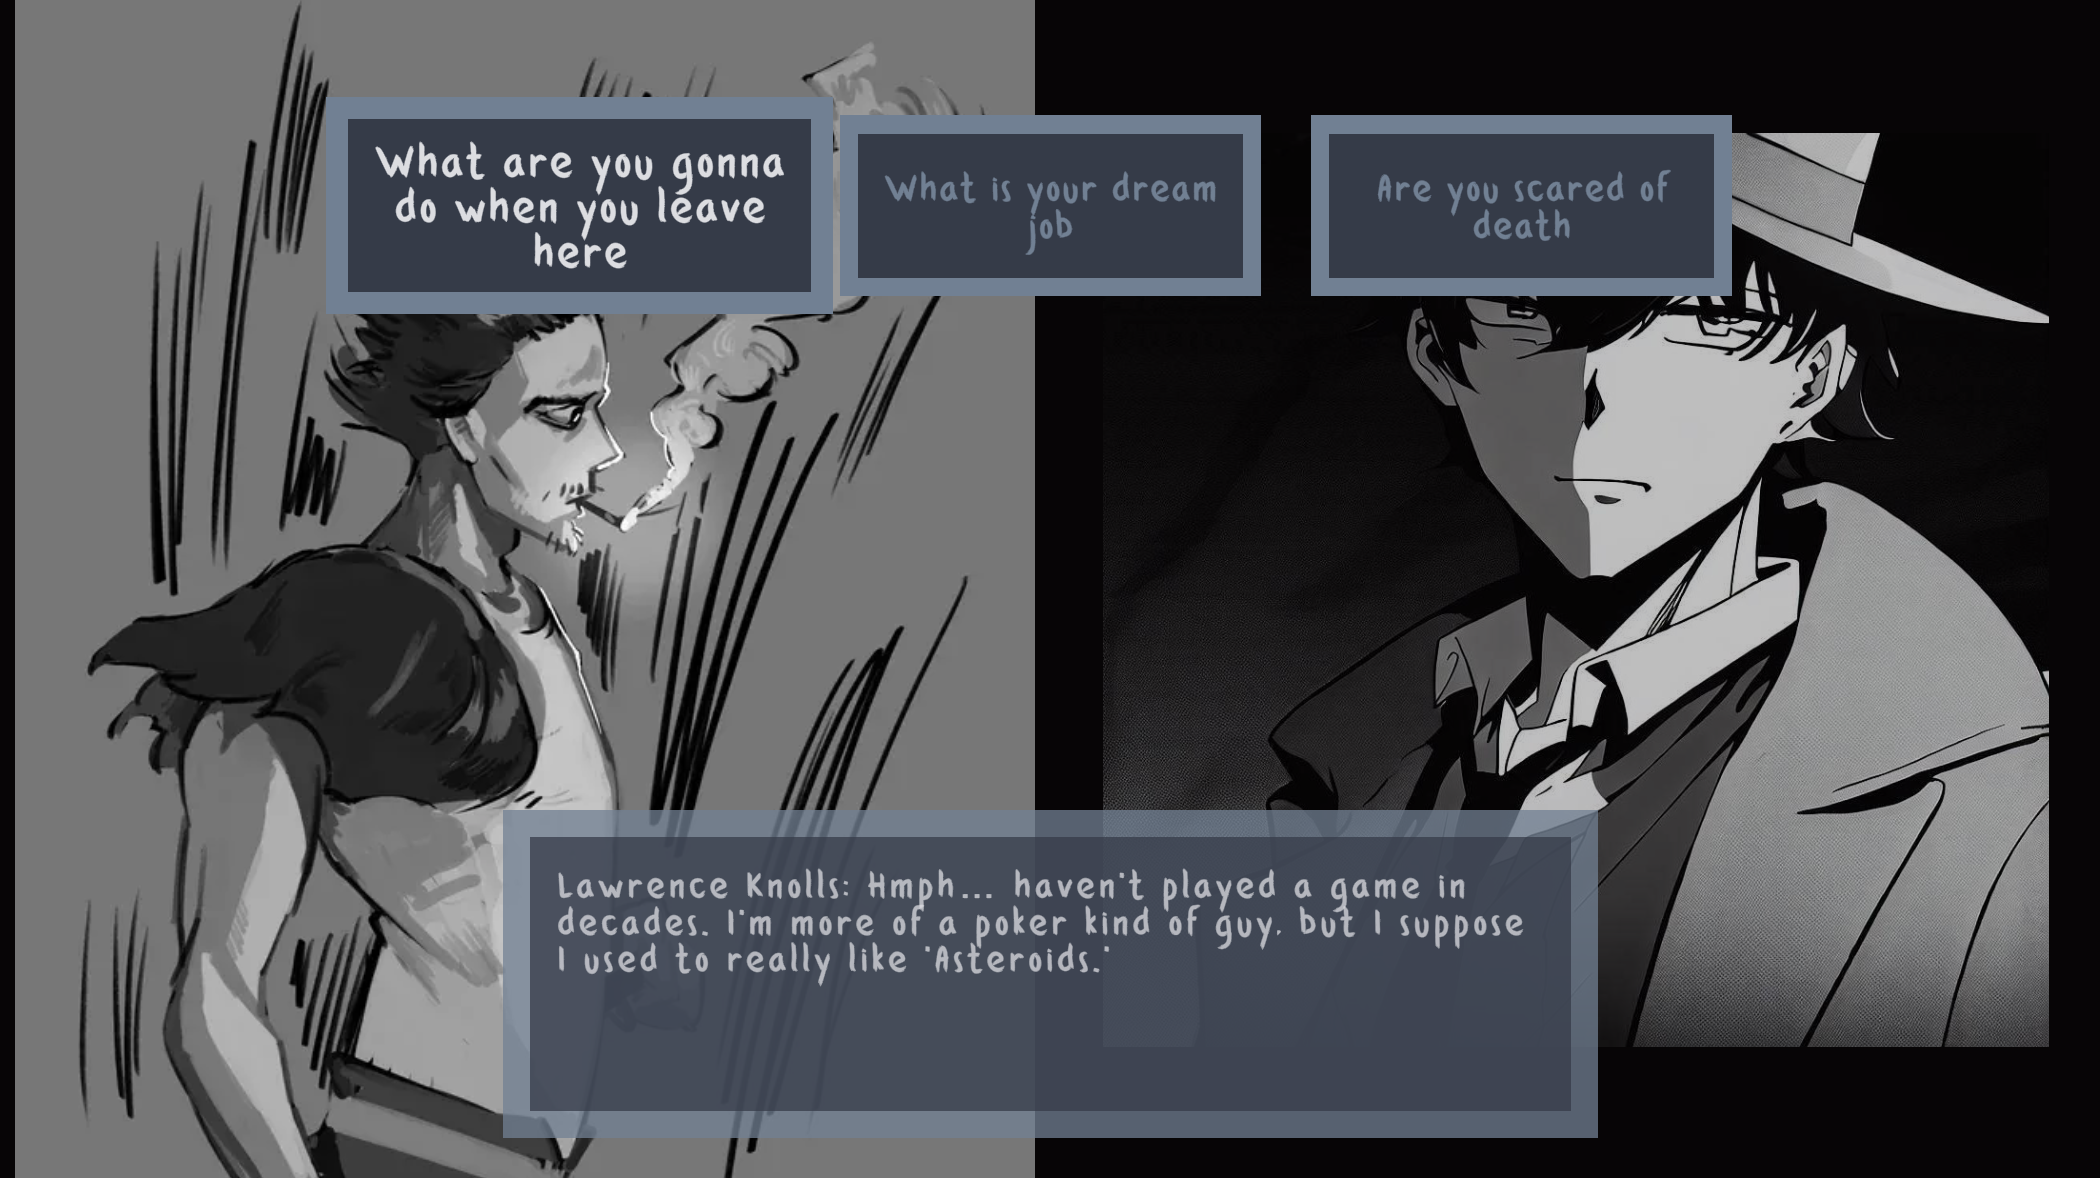 What are you gonna
do when you leave
here
What is your dream
job
Are you scared of
death
Lawrence Knolls: Hmph... haven't played a game in
decades. I'm more of a poker kind of guy, but I suppose
I used to really like 'Asteroids.'